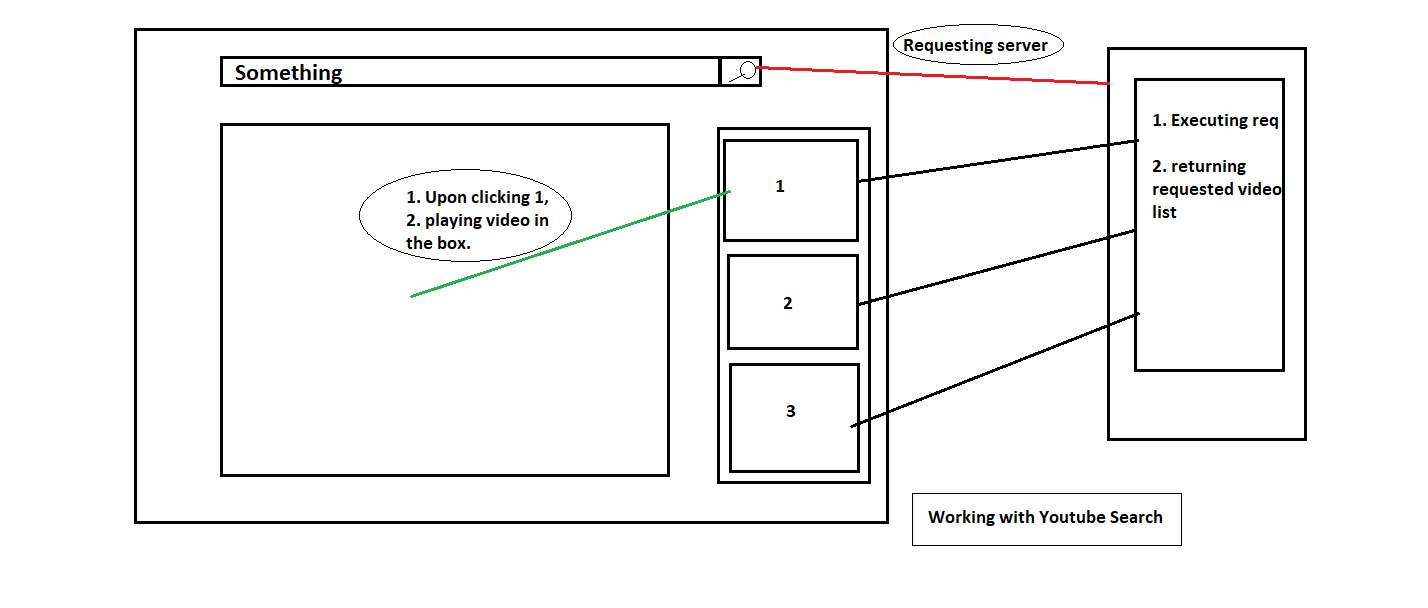 Requesting server
Something
1. Executing req
2. returning
requested video
list
1. Upon clicking 1,
2. playing video in
the box.
1
2
3
Working with Youtube Search